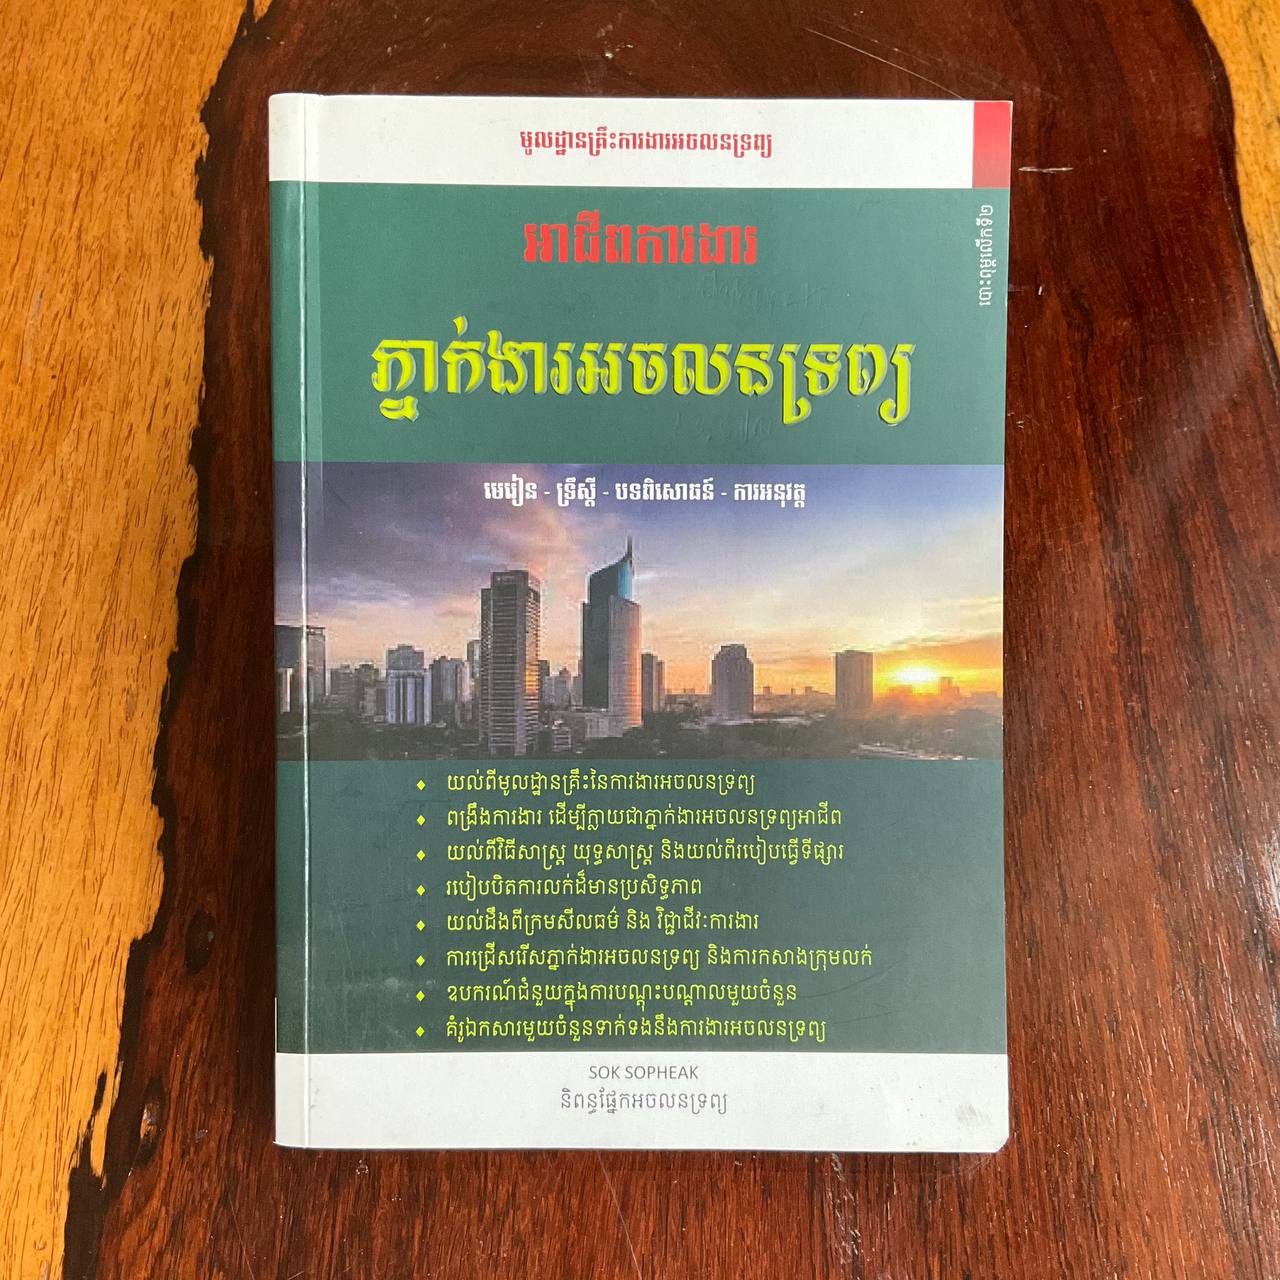 មូលដ្ឋានគ្រឹះការងារអចលនទ្រព្យ
អាជីពការងារ
ភ្នាក់ងារអចលនទ្រព្យ
បោះពុម្ពលើកទី២
មេរៀន - ទ្រឹស្តី - បទពិសោធន៍ - ការអនុវត្ត
យល់ពីមូលដ្ឋានគ្រឹះនៃការងារអចលនទ្រព្យ
ពង្រឹងការងារ ដើម្បីក្លាយជាភ្នាក់ងារអចលនទ្រព្យអាជីព
យល់ពីវិធីសាស្ត្រ យុទ្ធសាស្ត្រ និងយល់ពីរបៀបធ្វើទីផ្សារ
របៀបបិតការលក់ដ៏មានប្រសិទ្ធភាព
យល់ដឹងពីក្រមសីលធម៌ និង វិជ្ជាជីវៈការងារ
ការជ្រើសរើសភ្នាក់ងារអចលនទ្រព្យ និងការកសាងក្រុមលក់
ឧបករណ៍ជំនួយក្នុងការបណ្តុះបណ្តាលមួយចំនួន
គំរូឯកសារមួយចំនួនទាក់ទងនឹងការងារអចលនទ្រព្យ
SOK SOPHEAK
និពន្ធផ្នែកអចលនទ្រព្យ